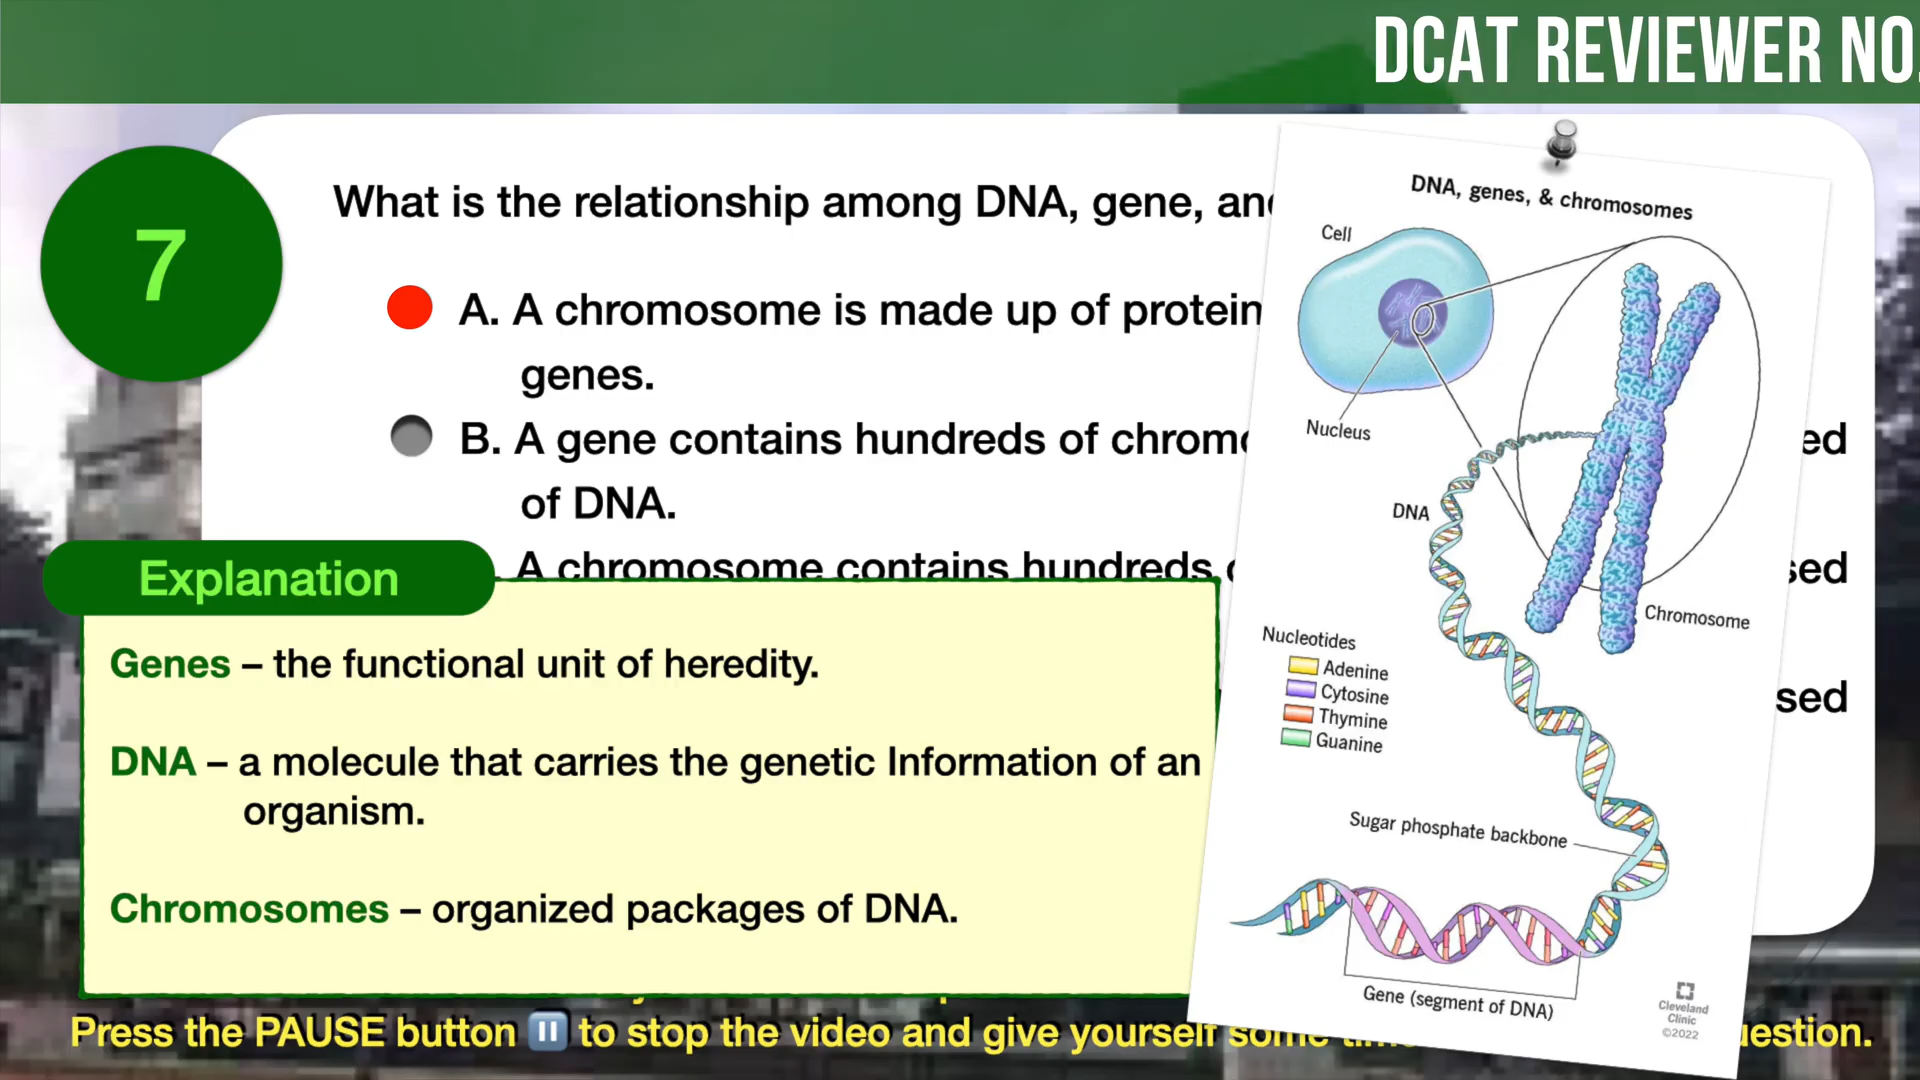 DCAT REVIEWER NO.
7
What is the relationship among DNA, gene, and
A. A chromosome is made up of protein
genes.
B. A gene contains hundreds of
ed
of DNA.
A chromosome contains hundreds
sed
sed
Explanation
Genes – the functional unit of heredity.
DNA – a molecule that carries the genetic Information of an
organism.
Chromosomes – organized packages of DNA.
Press the PAUSE button to stop the video and give yourself some
uestion.
DNA, genes, & chromosomes
Cell
Nucleus
DNA
Chromosome
Nucleotides
Adenine
Cytosine
Thymine
Guanine
Sugar phosphate backbone
Gene (segment of DNA)
Cleveland
Clinic
©2022